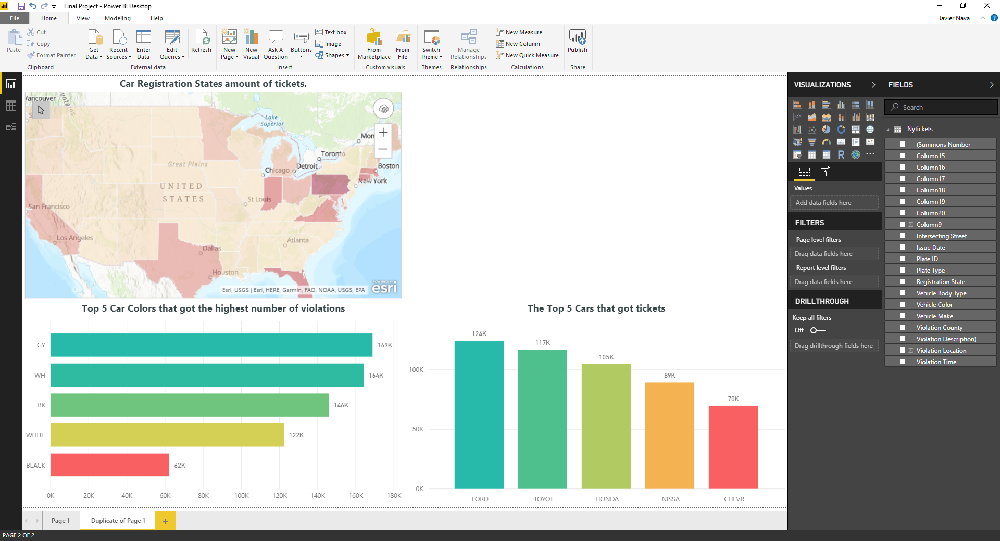 Final Project - Power BI Desktop
File Home View Modeling Help
Javier Nava
Paste
Cut
Copy
Format Painter
Clipboard
Get Data
Recent Sources
Enter Data
Edit Queries
Refresh
External data
New Page
New Visual
Ask A Question
Buttons
Text box
Image
Shapes
Insert
From Marketplace
From File
Custom visuals
Switch Theme
Themes
Manage Relationships
Relationships
New Measure
New Column
New Quick Measure
Calculations
Publish
Share
Car Registration States amount of tickets.
Vancouver
Lake Superior
Toronto
Great Plains
Chicago
Detroit
Boston
New York
UNITED STATES
St Louis
San Francisco
Los Angeles
Atlanta
Dallas
Houston
Esri, USGS | Esri, HERE, Garmin, FAO, NOAA, USGS, EPA
POWERED BY
esri
Top 5 Car Colors that got the highest number of violations
GY 169K
WH 164K
BK 146K
WHITE 122K
BLACK 62K
0K 20K 40K 60K 80K 100K 120K 140K 160K 180K
The Top 5 Cars that got tickets
124K
117K
105K
89K
70K
100K
50K
0K
FORD TOYOT HONDA NISSA CHEVR
VISUALIZATIONS
R
Values
Add data fields here
FILTERS
Page level filters
Drag data fields here
Report level filters
Drag data fields here
DRILLTHROUGH
Keep all filters
Off
Drag drillthrough fields here
FIELDS
Search
Nytickets
(Summons Number
Column15
Column16
Column17
Column18
Column19
Column20
Σ Column9
Intersecting Street
Issue Date
Plate ID
Plate Type
Registration State
Vehicle Body Type
Vehicle Color
Vehicle Make
Violation County
Violation Description)
Σ Violation Location
Violation Time
Page 1
Duplicate of Page 1
PAGE 2 OF 2